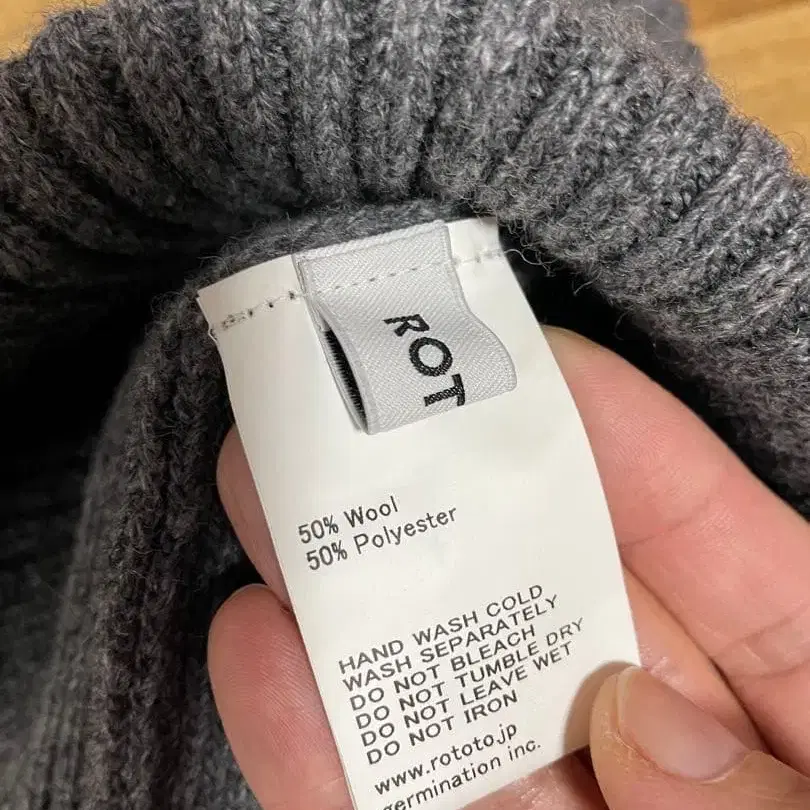 ROT
50% Wool
50% Polyester
HAND WASH COLD
WASH SEPARATELY
DO NOT BLEACH
DO NOT TUMBLE DRY
DO NOT LEAVE WET
DO NOT IRON
www.rototo.jp
germination inc.